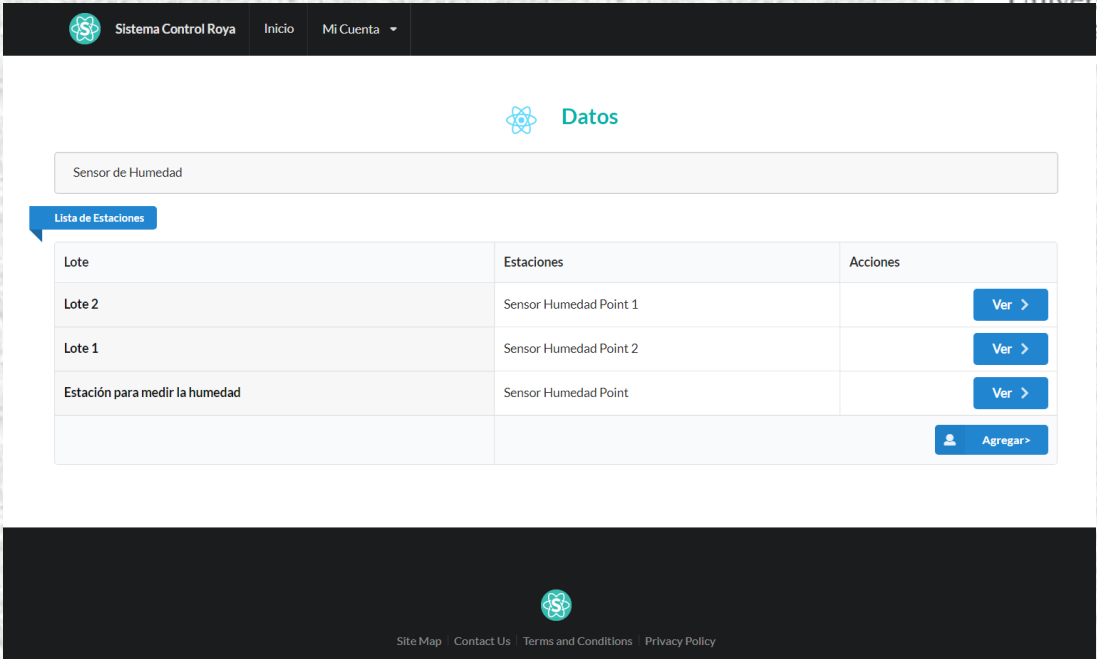 Sistema Control Roya Inicio Mi Cuenta
Datos
Sensor de Humedad
Lista de Estaciones
Lote Estaciones Acciones
Lote 2 Sensor Humedad Point 1 Ver
Lote 1 Sensor Humedad Point 2 Ver
Estación para medir la humedad Sensor Humedad Point Ver
Agregar>
S
Site Map Contact Us Terms and Conditions Privacy Policy